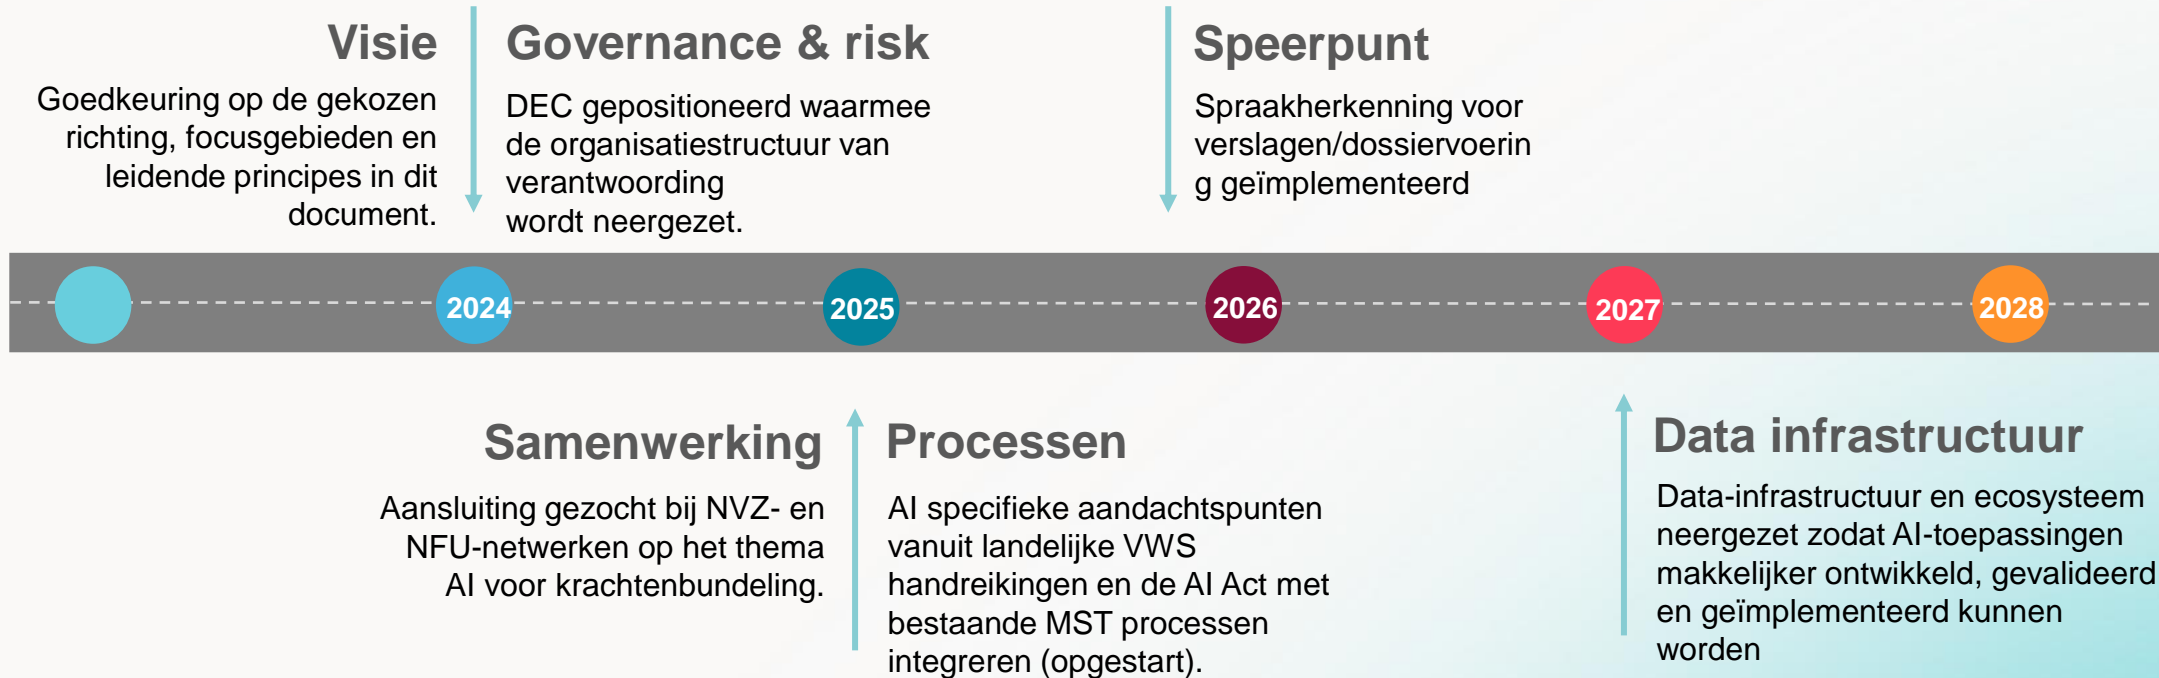 Visie
Goedkeuring op de gekozen
richting, focusgebieden en
leidende principes in dit
document.
Governance & risk
DEC gepositioneerd waarmee
de organisatiestructuur van
verantwoording
wordt neergezet.
Speerpunt
Spraakherkenning voor
verslagen/dossiervoerin
g geïmplementeerd
2024
2025
2026
2027
2028
Samenwerking
Aansluiting gezocht bij NVZ- en
NFU-netwerken op het thema
AI voor krachtenbundeling.
Processen
AI specifieke aandachtspunten
vanuit landelijke VWS
handreikingen en de AI Act met
bestaande MST processen
integreren (opgestart).
Data infrastructuur
Data-infrastructuur en ecosysteem
neergezet zodat AI-toepassingen
makkelijker ontwikkeld, gevalideerd
en geïmplementeerd kunnen
worden